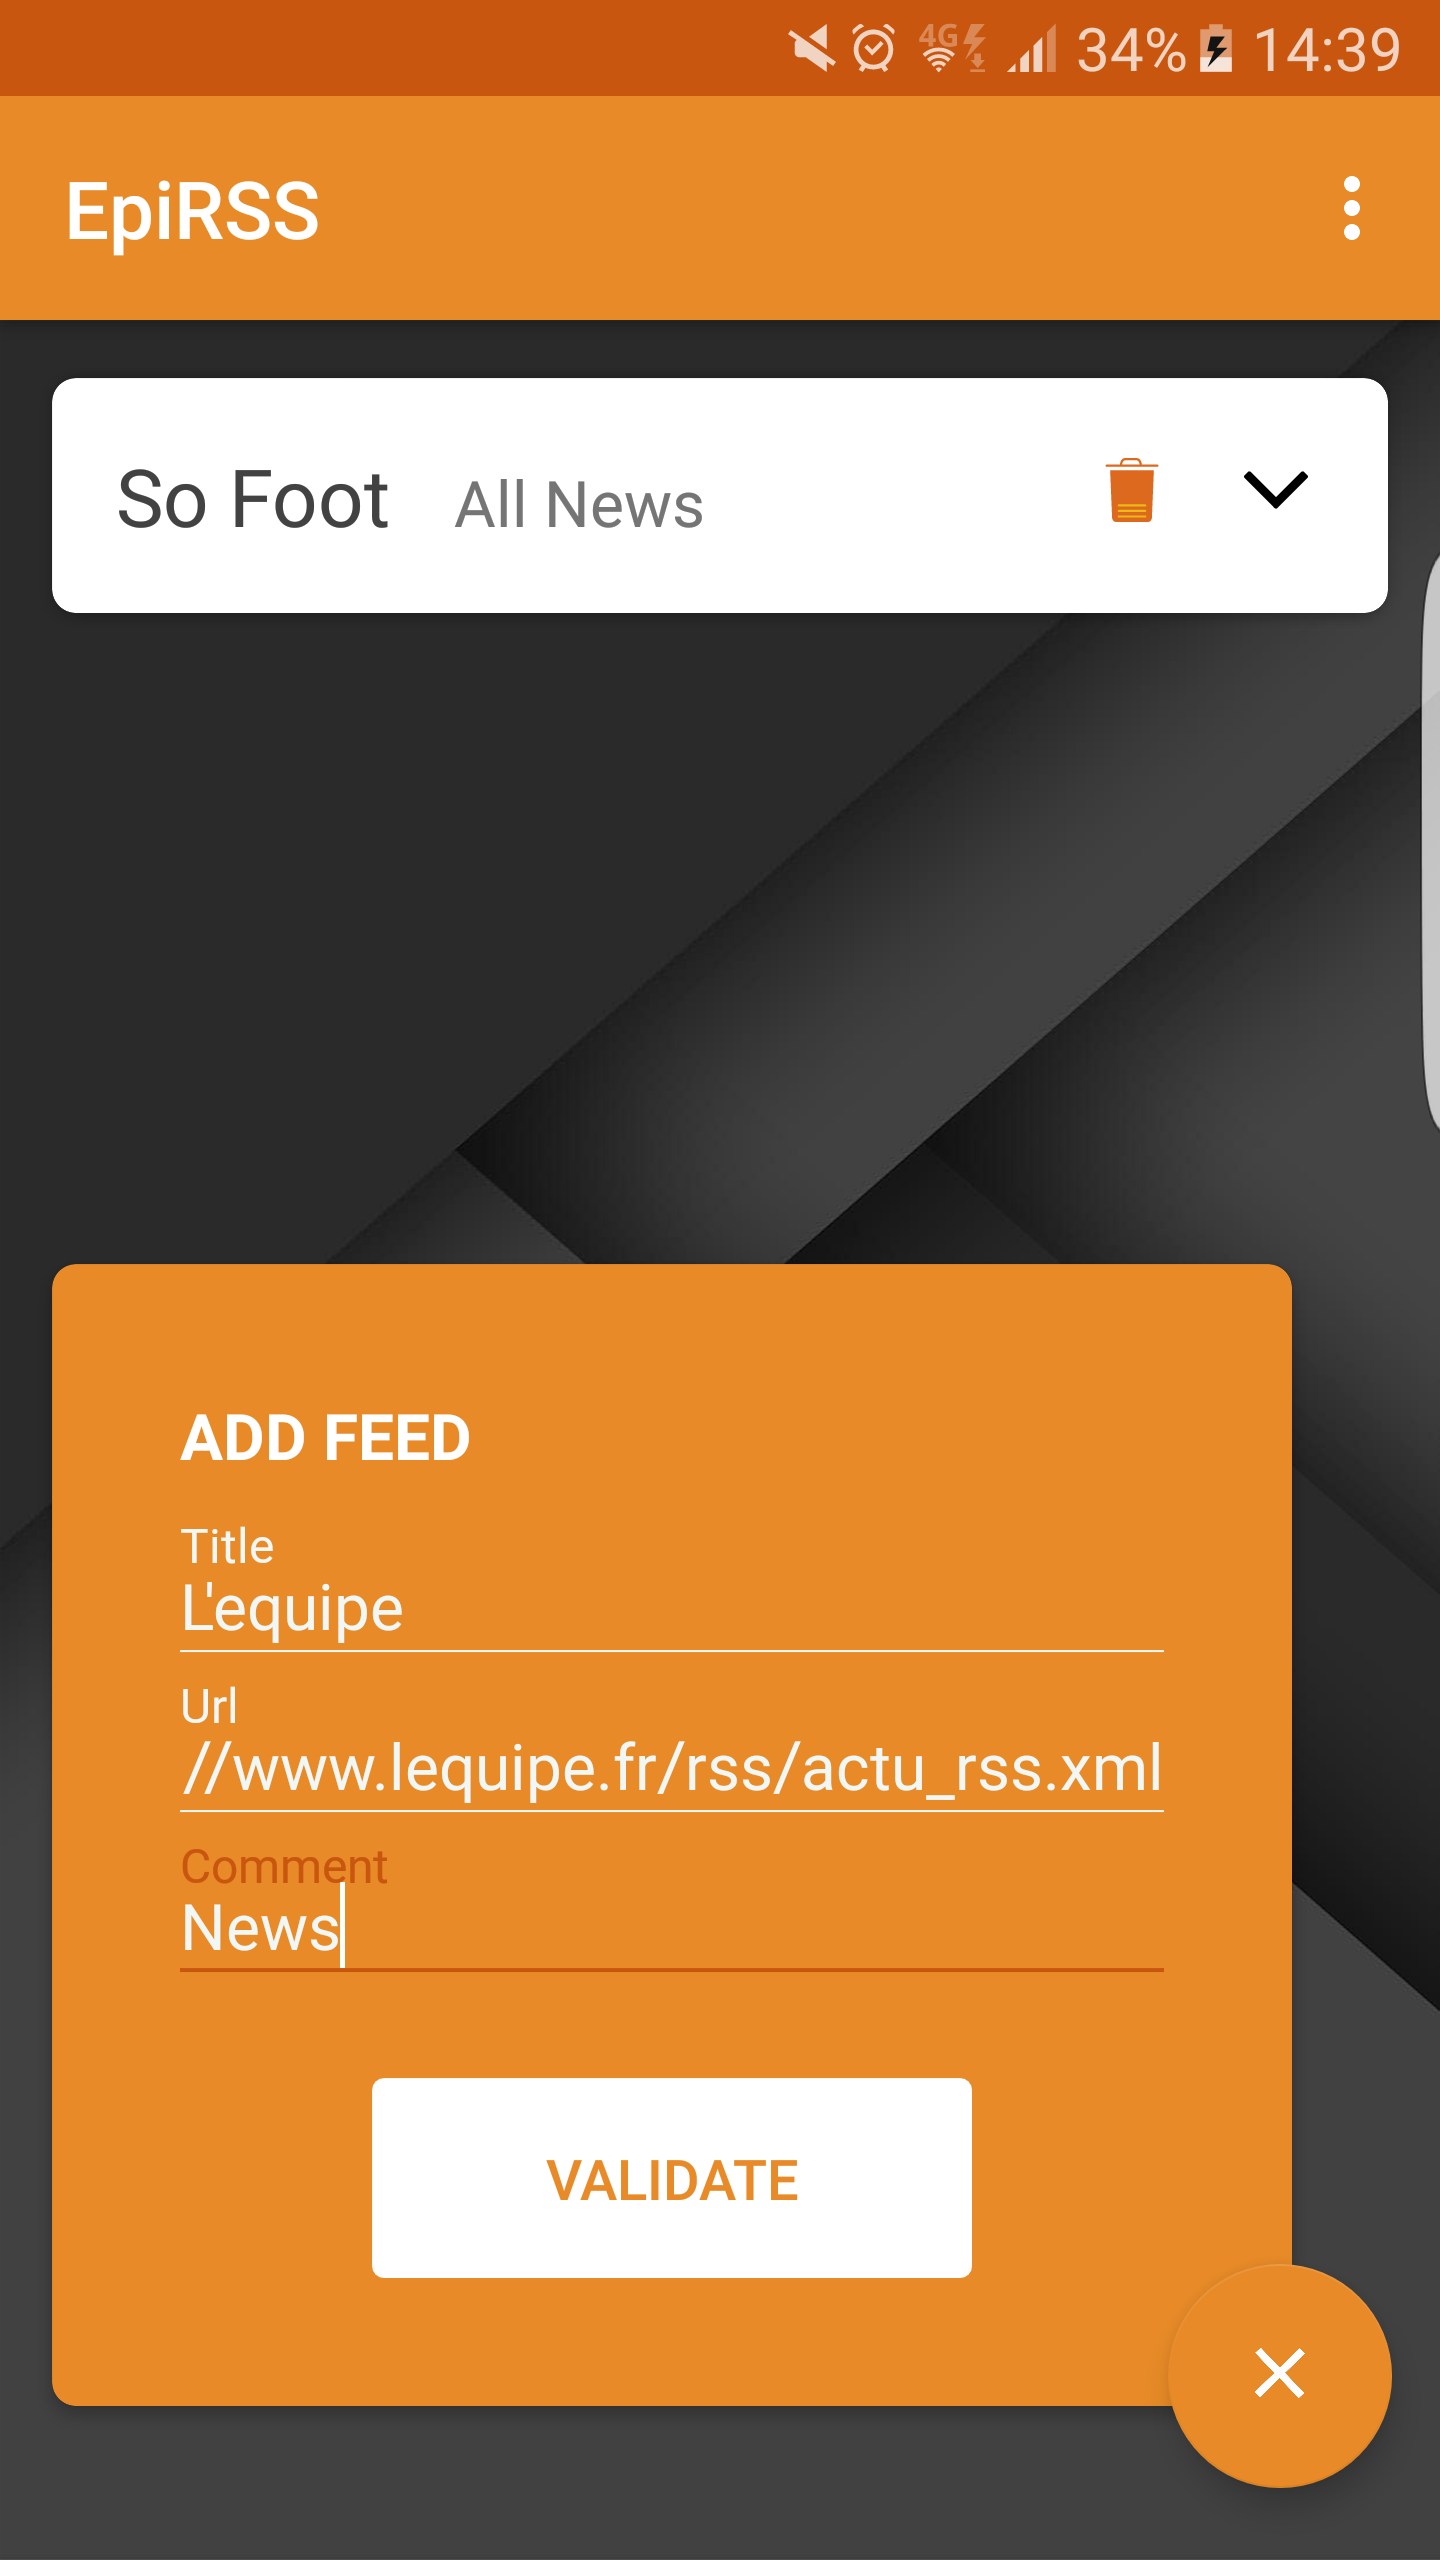 4G 34% 14:39
EpiRSS
So Foot All News
ADD FEED
Title
L'equipe
Url
//www.lequipe.fr/rss/actu_rss.xml
Comment
News
VALIDATE